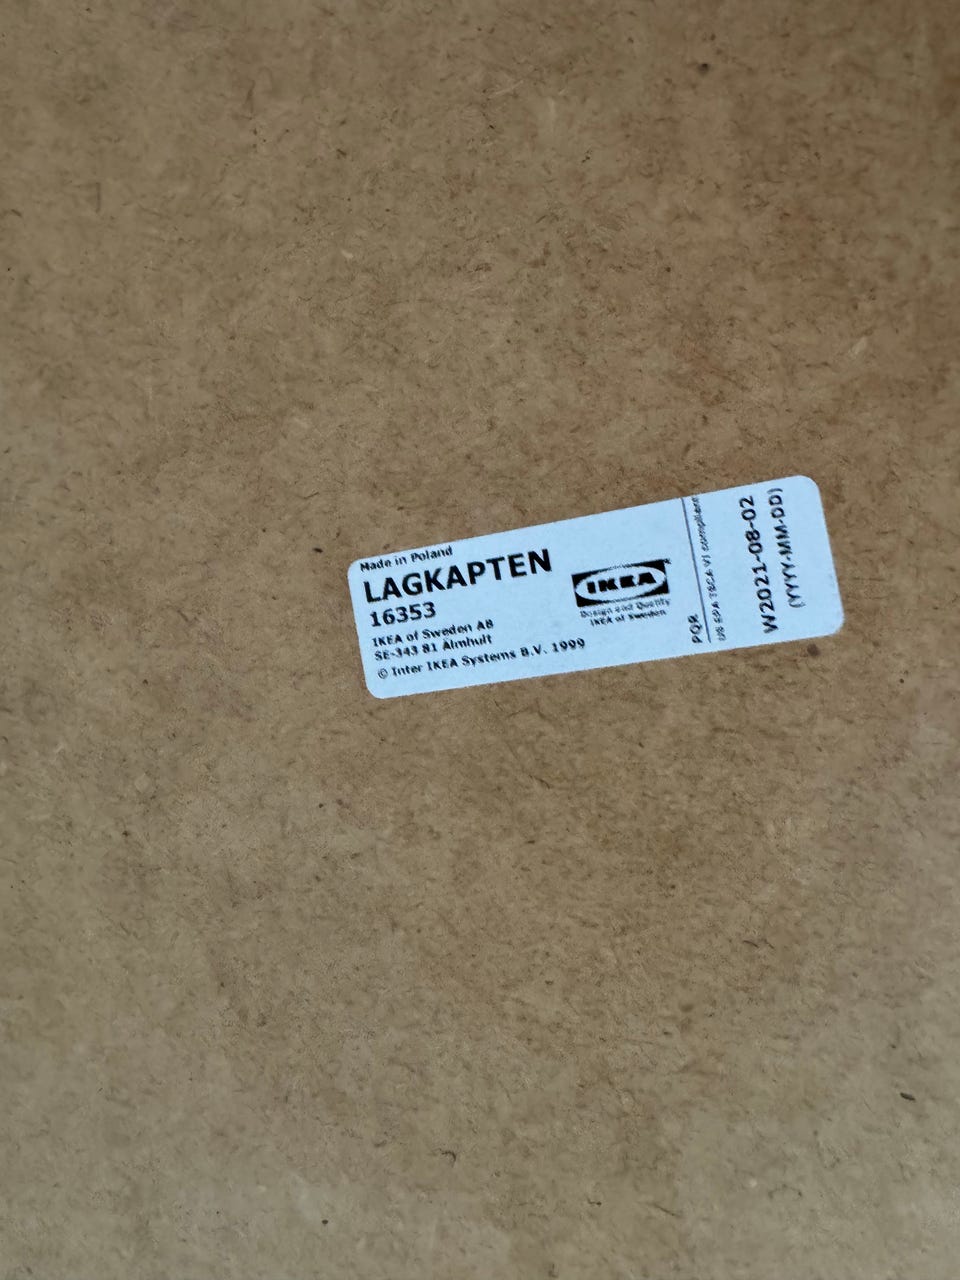 Made in Poland
LAGKAPTEN
16353
IKEA of Sweden AB
SE-343 81 Älmhult
© Inter IKEA Systems B.V. 1999
IKEA
Design and Quality
IKEA of Sweden
PQR
US EPA TSCA VI compliant
W2021-08-02
(YYYY-MM-DD)